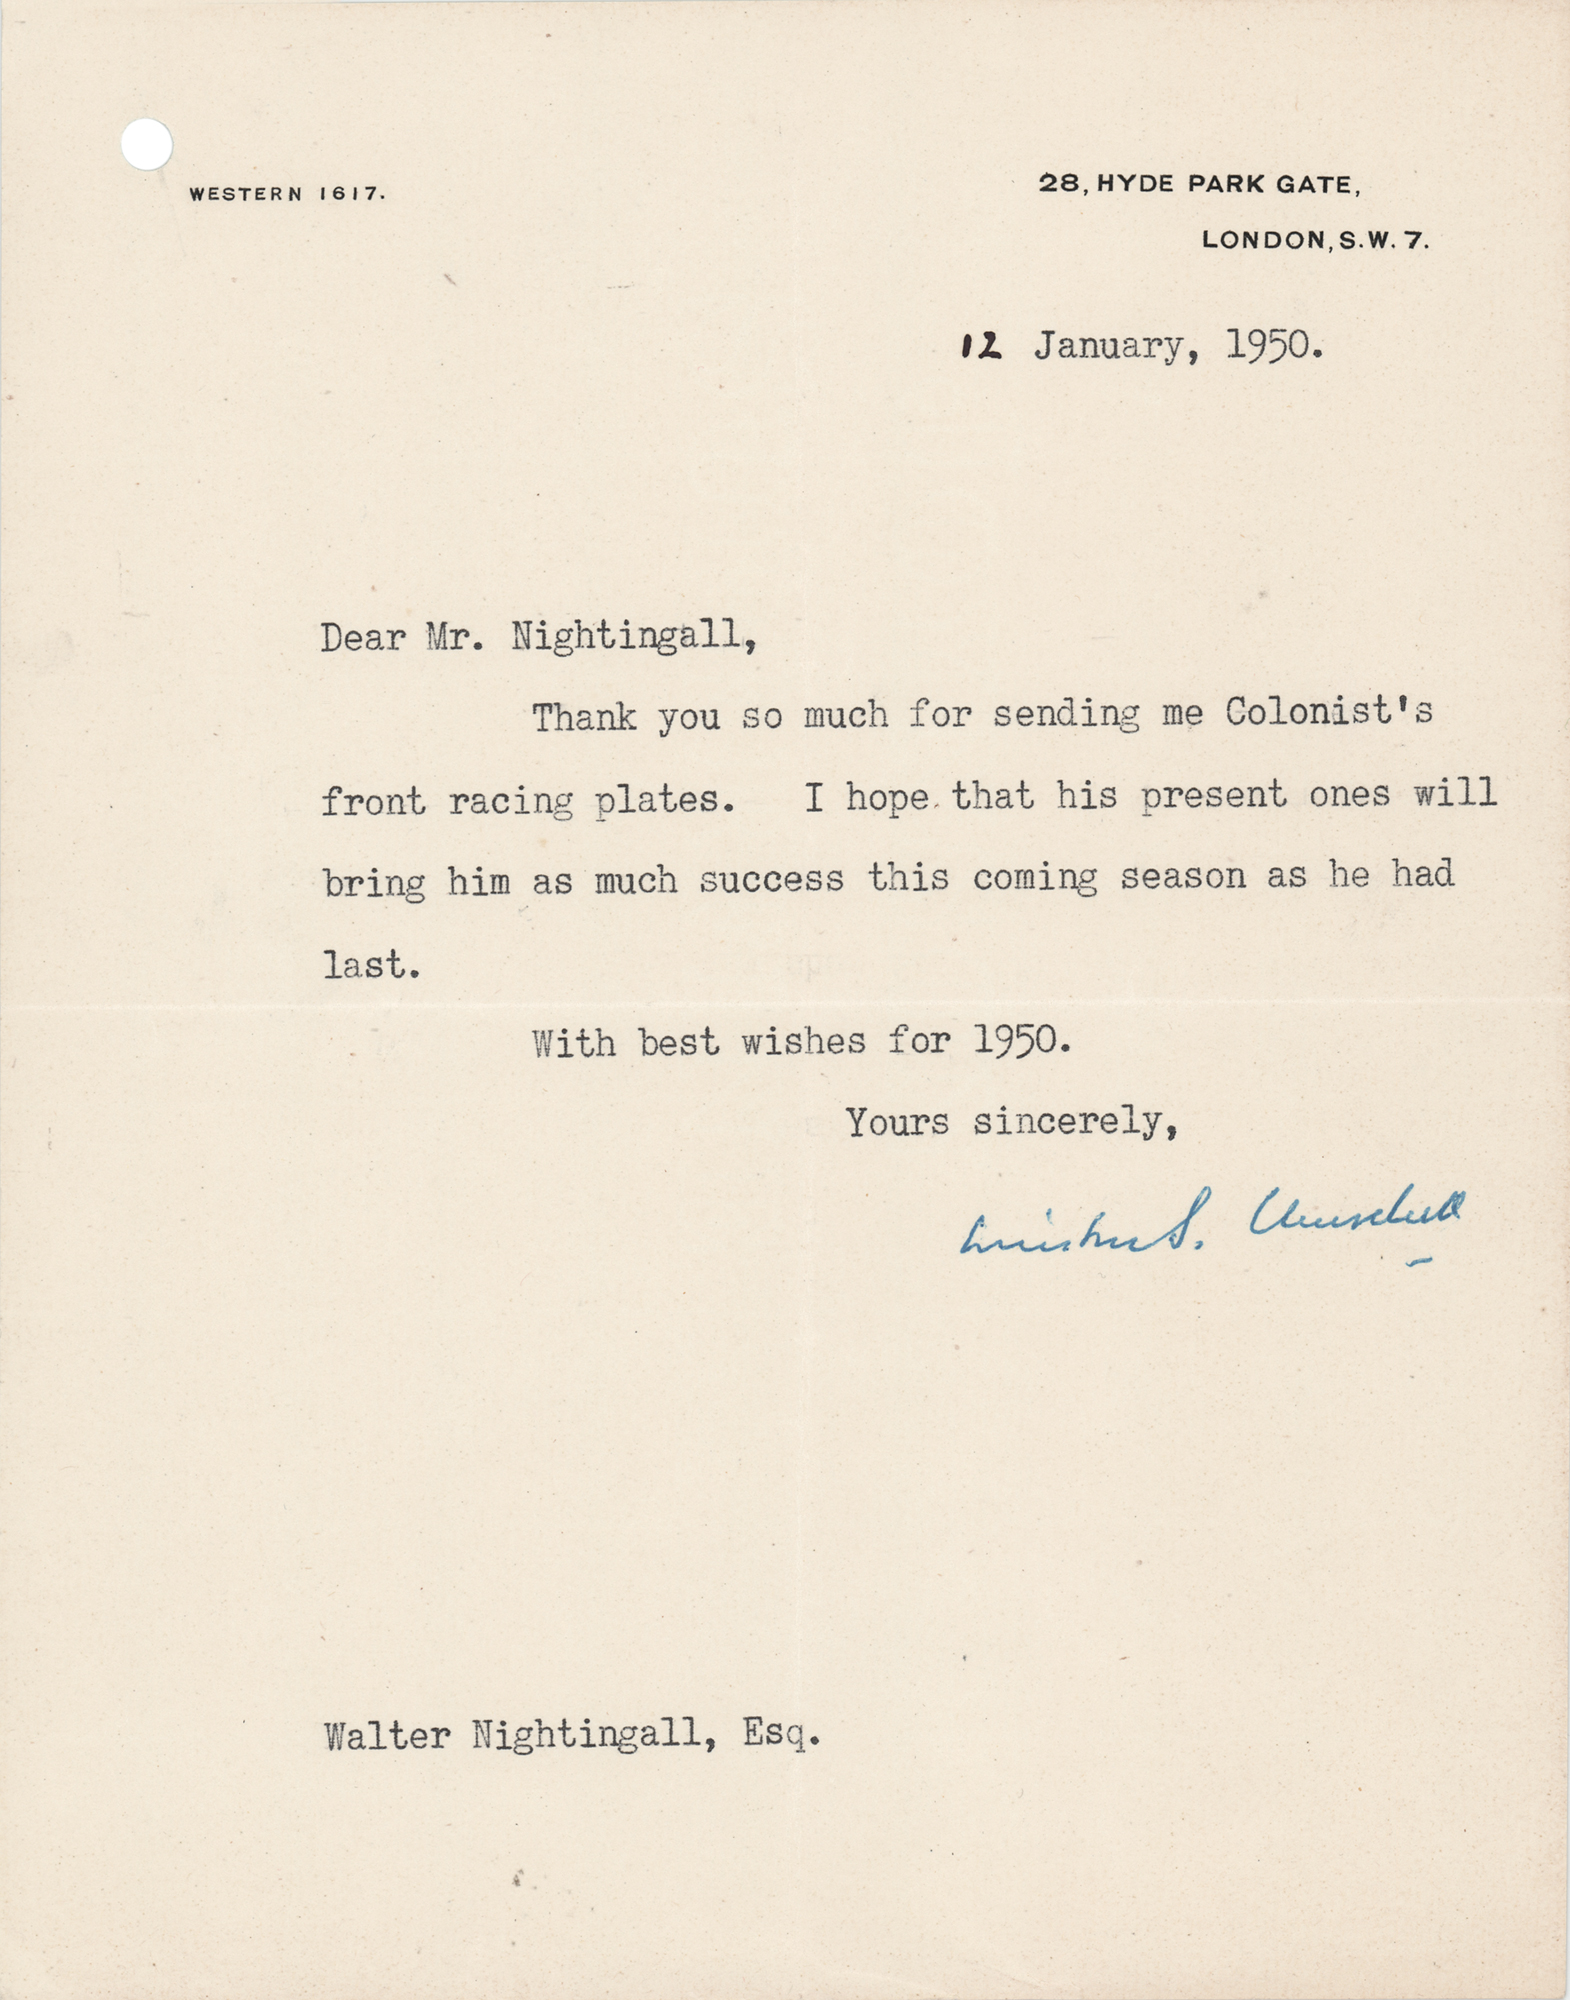 WESTERN 1617.
28, HYDE PARK GATE,
LONDON, S.W. 7.
12 January, 1950.
Dear Mr. Nightingall,
Thank you so much for sending me Colonist's
front racing plates. I hope that his present ones will
bring him as much success this coming season as he had
last.
With best wishes for 1950.
Yours sincerely,
Winston S. Churchill
Walter Nightingall, Esq.